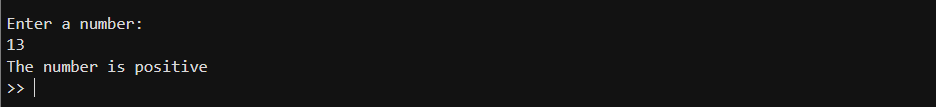 Enter a number:
13
The number is positive
>>